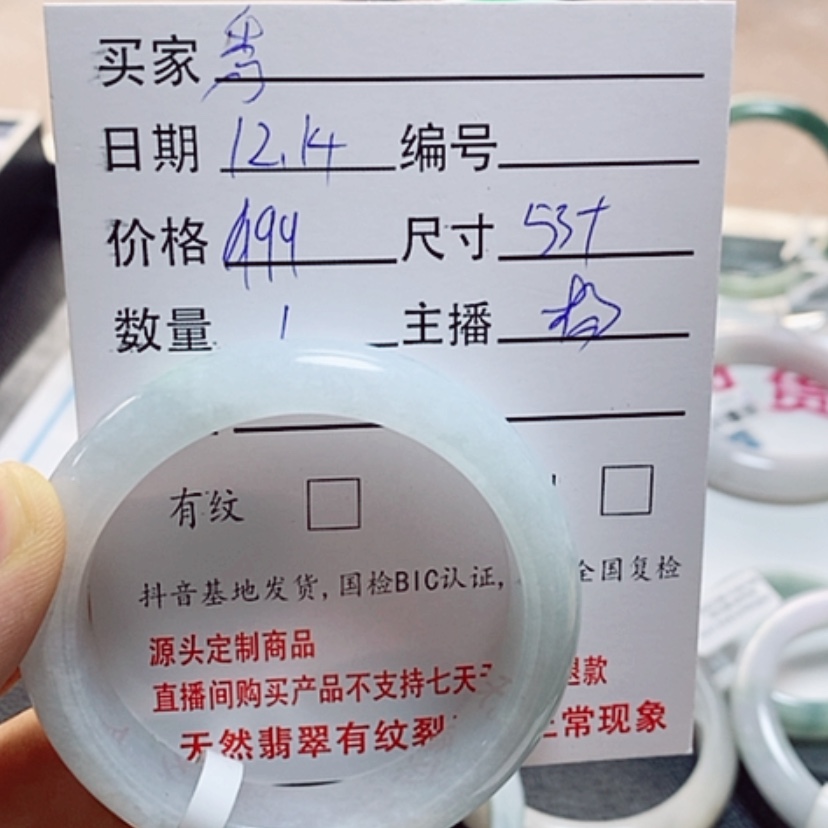 买家
日期 12.14 编号
价格 199 尺寸 53+
数量 1 主播 杨
有纹
抖音基地发货,国检BIC认证, 全国复检
源头定制商品
直播间购买产品不支持七天 退款
天然翡翠有纹裂 正常现象